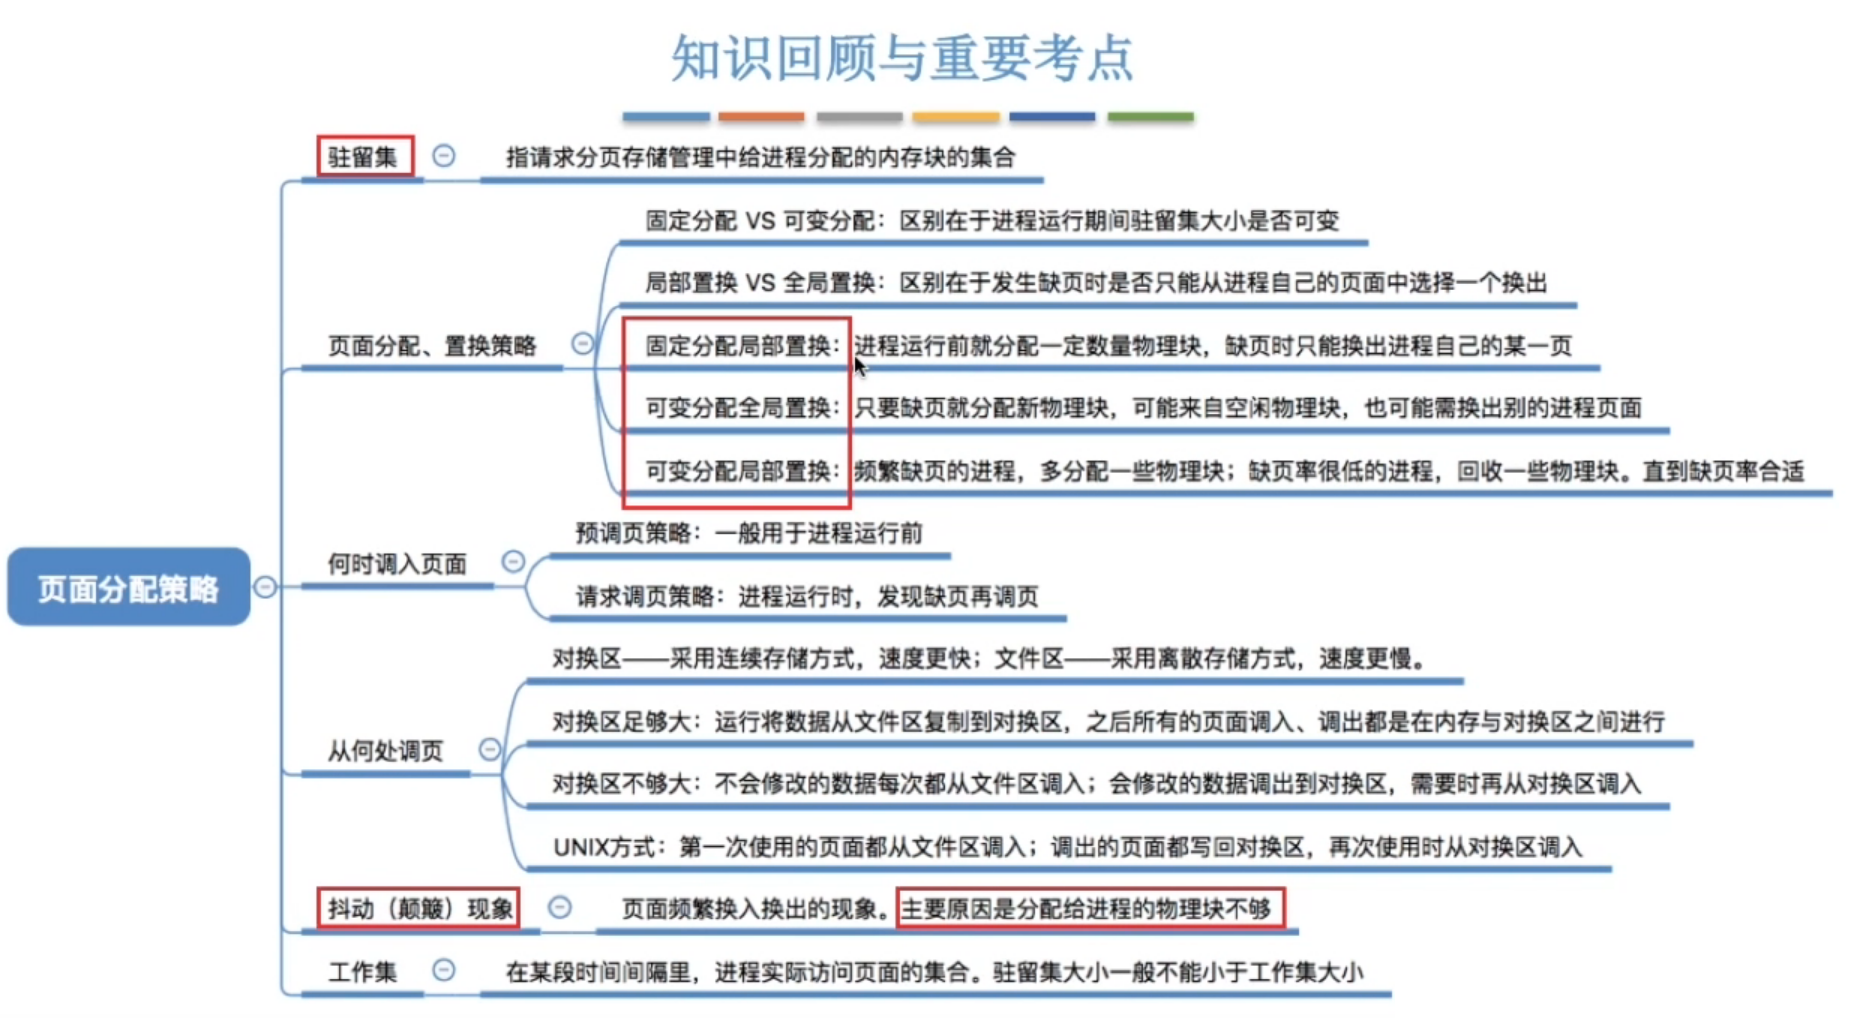 知识回顾与重要考点
驻留集
指请求分页存储管理中给进程分配的内存块的集合
固定分配 VS 可变分配：区别在于进程运行期间驻留集大小是否可变
局部置换 VS 全局置换：区别在于发生缺页时是否只能从进程自己的页面中选择一个换出
页面分配、置换策略
固定分配局部置换：进程运行前就分配一定数量物理块，缺页时只能换出进程自己的某一页
可变分配全局置换：只要缺页就分配新物理块，可能来自空闲物理块，也可能需换出别的进程页面
可变分配局部置换：频繁缺页的进程，多分配一些物理块；缺页率很低的进程，回收一些物理块。直到缺页率合适
页面分配策略
何时调入页面
预调页策略：一般用于进程运行前
请求调页策略：进程运行时，发现缺页再调页
从何处调页
对换区——采用连续存储方式，速度更快；文件区——采用离散存储方式，速度更慢。
对换区足够大：运行将数据从文件区复制到对换区，之后所有的页面调入、调出都是在内存与对换区之间进行
对换区不够大：不会修改的数据每次都从文件区调入；会修改的数据调出到对换区，需要时再从对换区调入
UNIX方式：第一次使用的页面都从文件区调入；调出的页面都写回对换区，再次使用时从对换区调入
抖动（颠簸）现象
页面频繁换入换出的现象。主要原因是分配给进程的物理块不够
工作集
在某段时间间隔里，进程实际访问页面的集合。驻留集大小一般不能小于工作集大小